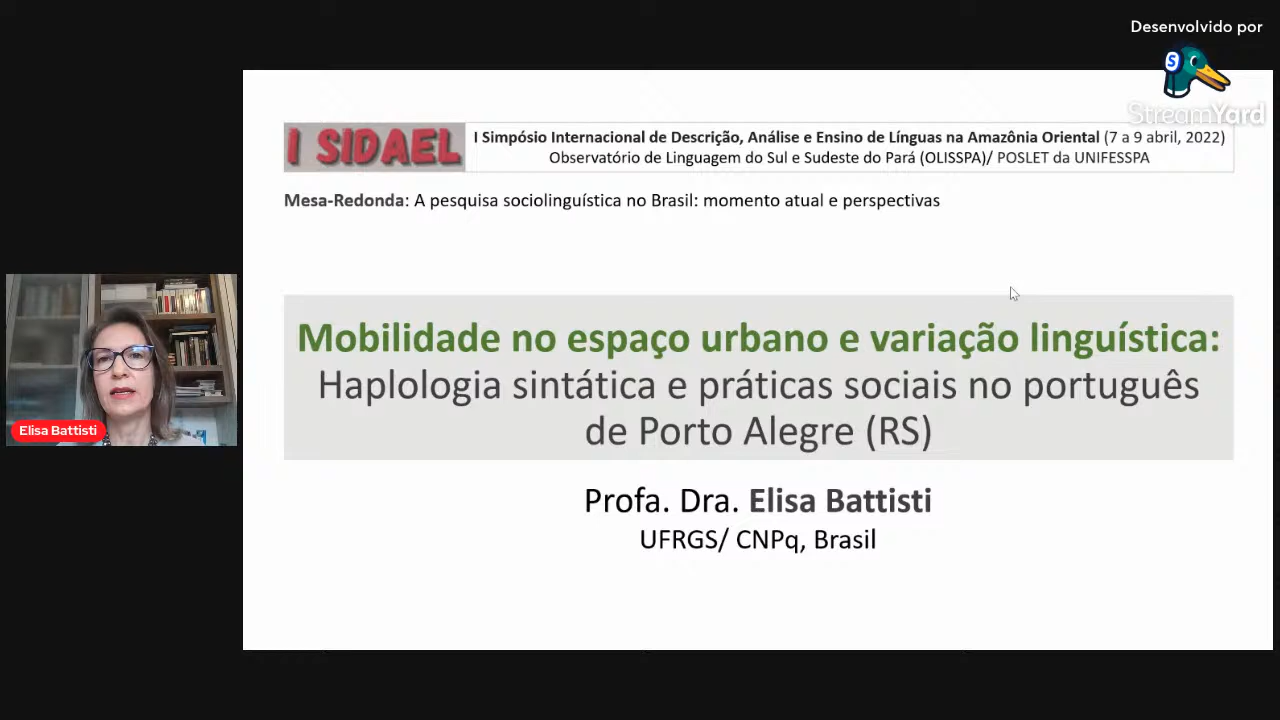 Desenvolvido por
S
StreamYard
I SIDAEL
I Simpósio Internacional de Descrição, Análise e Ensino de Línguas na Amazônia Oriental (7 a 9 abril, 2022)
Observatório de Linguagem do Sul e Sudeste do Pará (OLISSPA)/ POSLET da UNIFESSPA
Mesa-Redonda: A pesquisa sociolinguística no Brasil: momento atual e perspectivas
Mobilidade no espaço urbano e variação linguística:
Haplologia sintática e práticas sociais no português
de Porto Alegre (RS)
Profa. Dra. Elisa Battisti
UFRGS/ CNPq, Brasil
Elisa Battisti